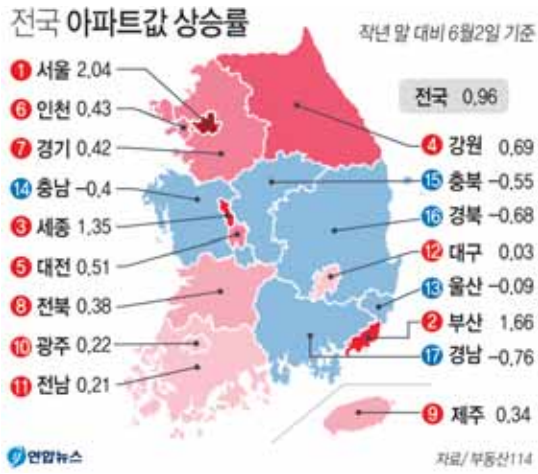 전국 아파트값 상승률
작년 말 대비 6월2일 기준
전국 0.96
1 서울 2.04
6 인천 0.43
7 경기 0.42
14 충남 -0.4
3 세종 1.35
5 대전 0.51
8 전북 0.38
10 광주 0.22
11 전남 0.21
4 강원 0.69
15 충북 -0.55
16 경북 -0.68
12 대구 0.03
13 울산 -0.09
2 부산 1.66
17 경남 -0.76
9 제주 0.34
연합뉴스
자료/ 부동산114